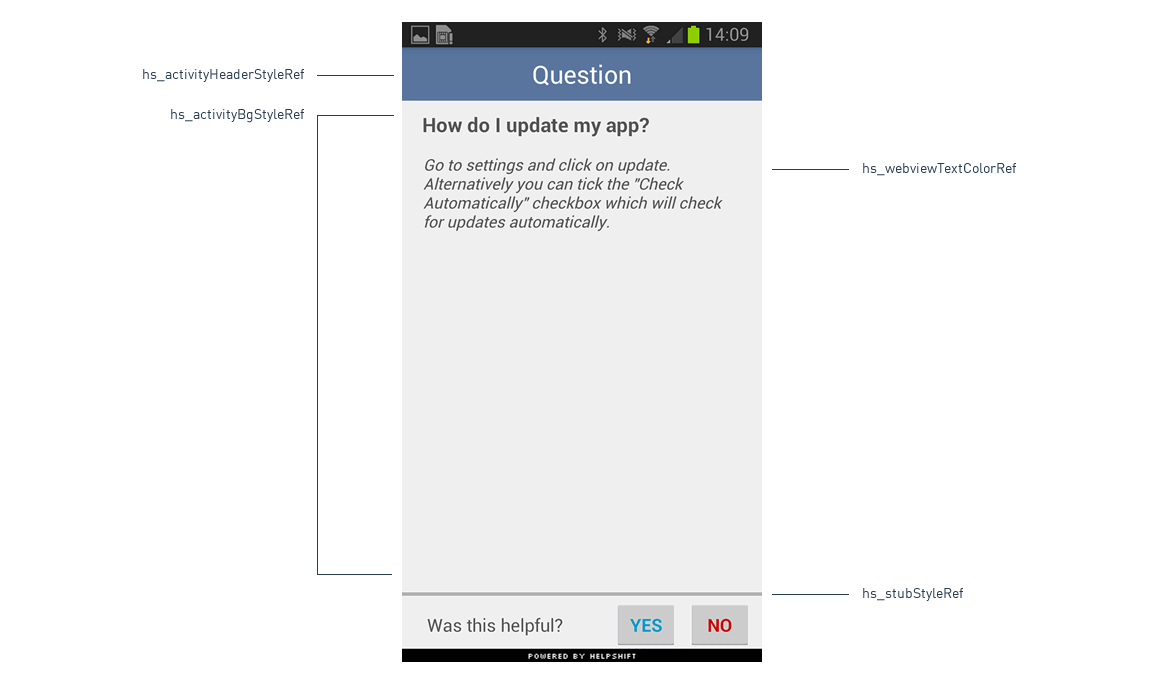 14:09
hs_activityHeaderStyleRef
Question
hs_activityBgStyleRef
How do I update my app?
Go to settings and click on update.
Alternatively you can tick the "Check
Automatically" checkbox which will check
for updates automatically.
hs_webviewTextColorRef
hs_stubStyleRef
Was this helpful? YES NO
POWERED BY HELPSHIFT